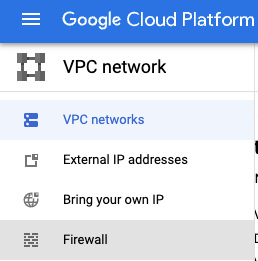 Google Cloud Platform
VPC network
VPC networks
External IP addresses
Bring your own IP
Firewall